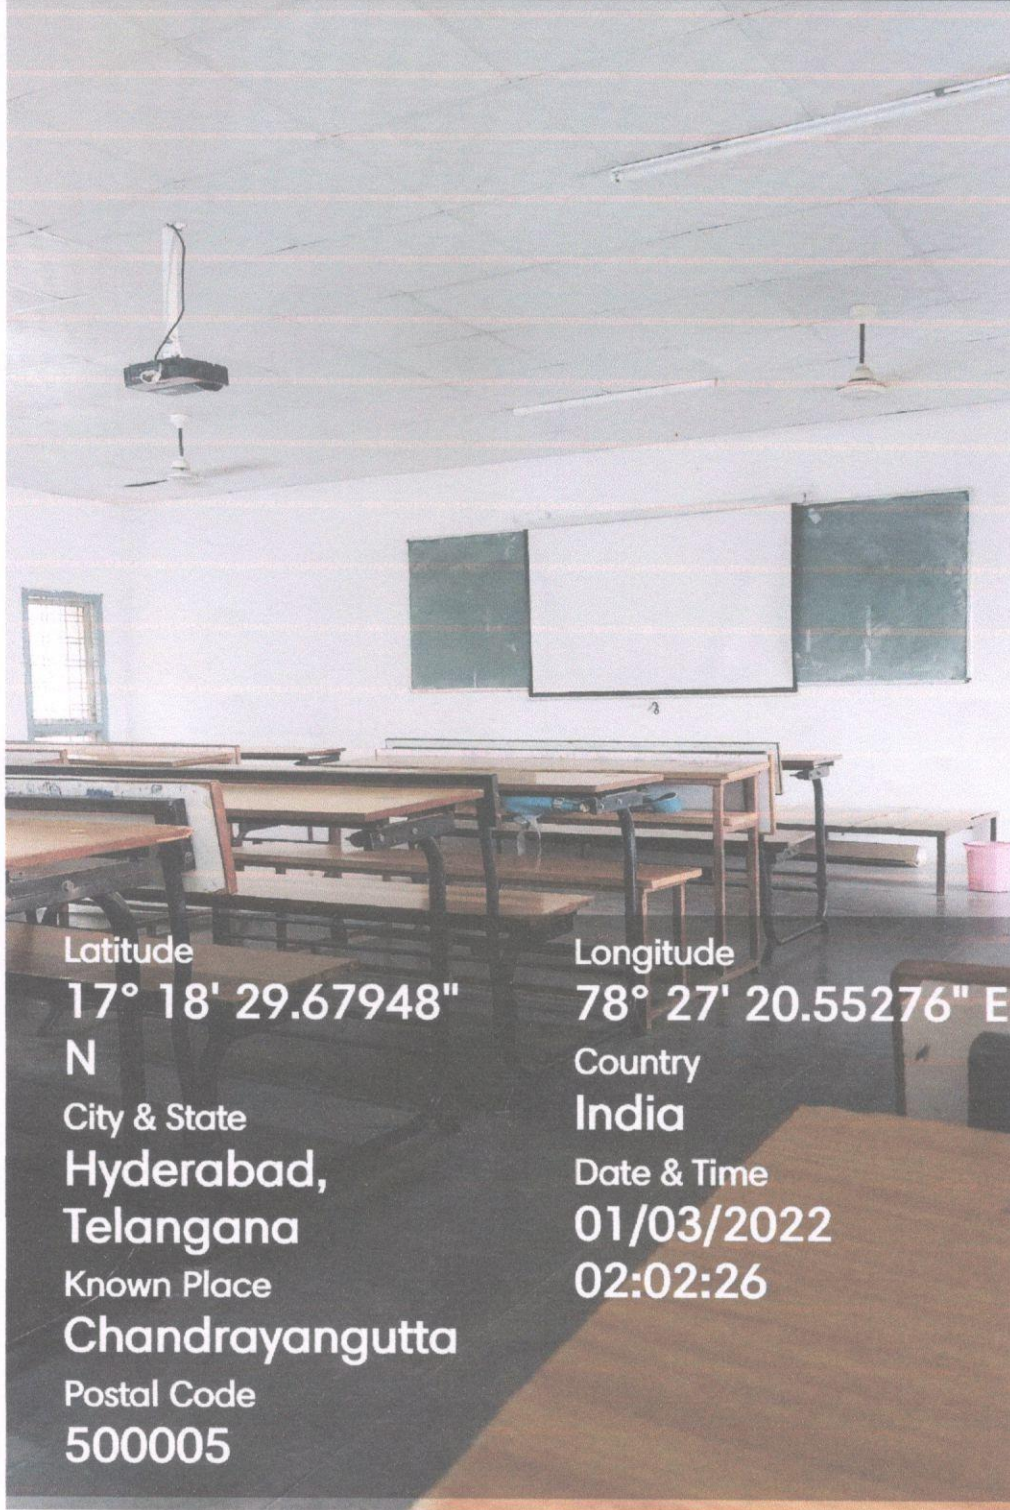 Latitude
17° 18' 29.67948"
N
City & State
Hyderabad,
Telangana
Known Place
Chandrayangutta
Postal Code
500005
Longitude
78° 27' 20.55276" E
Country
India
Date & Time
01/03/2022
02:02:26